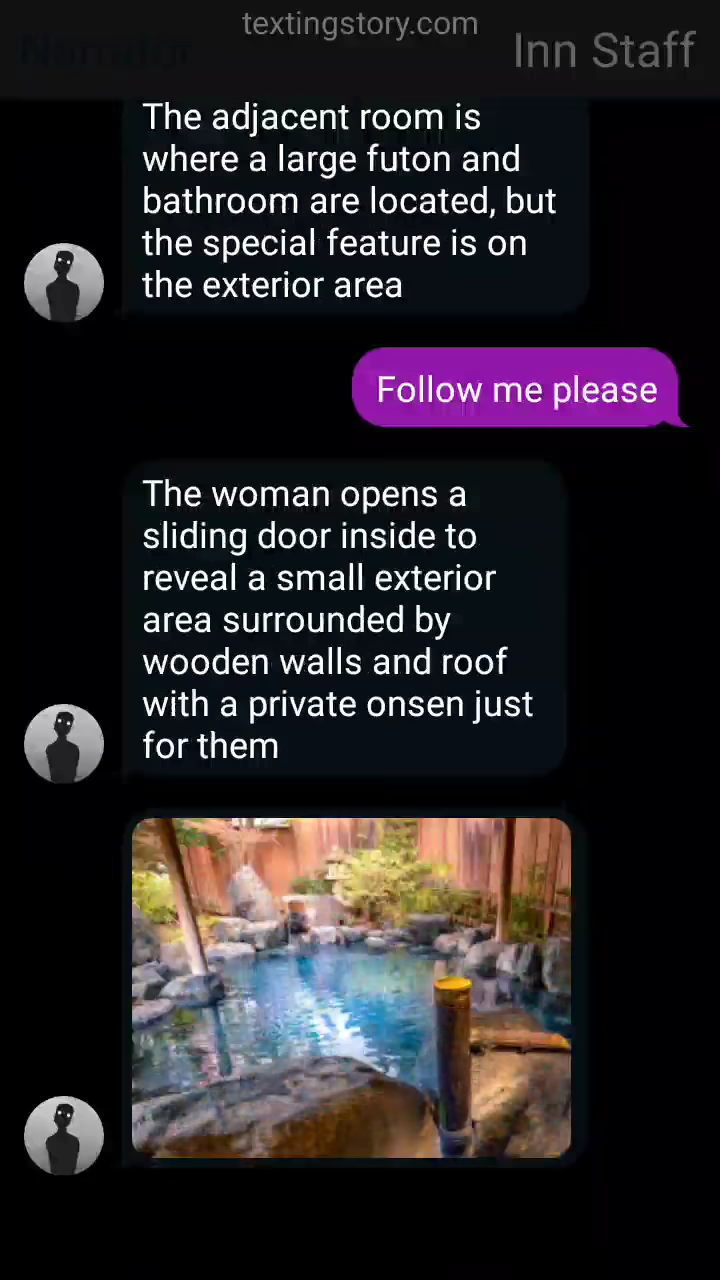 textingstory.com
Narrator
Inn Staff
The adjacent room is
where a large futon and
bathroom are located, but
the special feature is on
the exterior area
Follow me please
The woman opens a
sliding door inside to
reveal a small exterior
area surrounded by
wooden walls and roof
with a private onsen just
for them